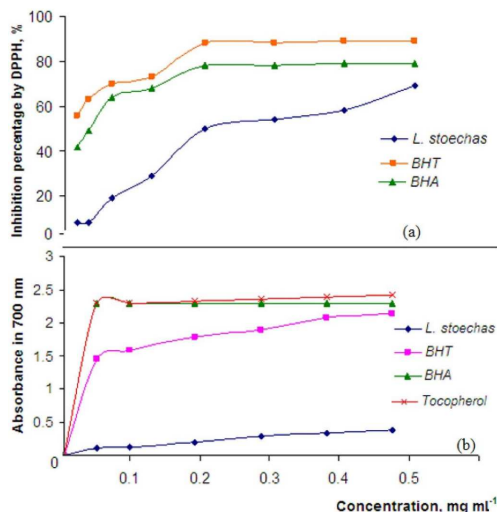 Inhibition percentage by DPPH, %
100
80
60
40
20
0
L. stoechas
BHT
BHA
(a)
Absorbance in 700 nm
3
2.5
2
1.5
1
0.5
0
L. stoechas
BHT
BHA
Tocopherol
(b)
0.1 0.2 0.3 0.4 0.5
Concentration, mg ml⁻¹